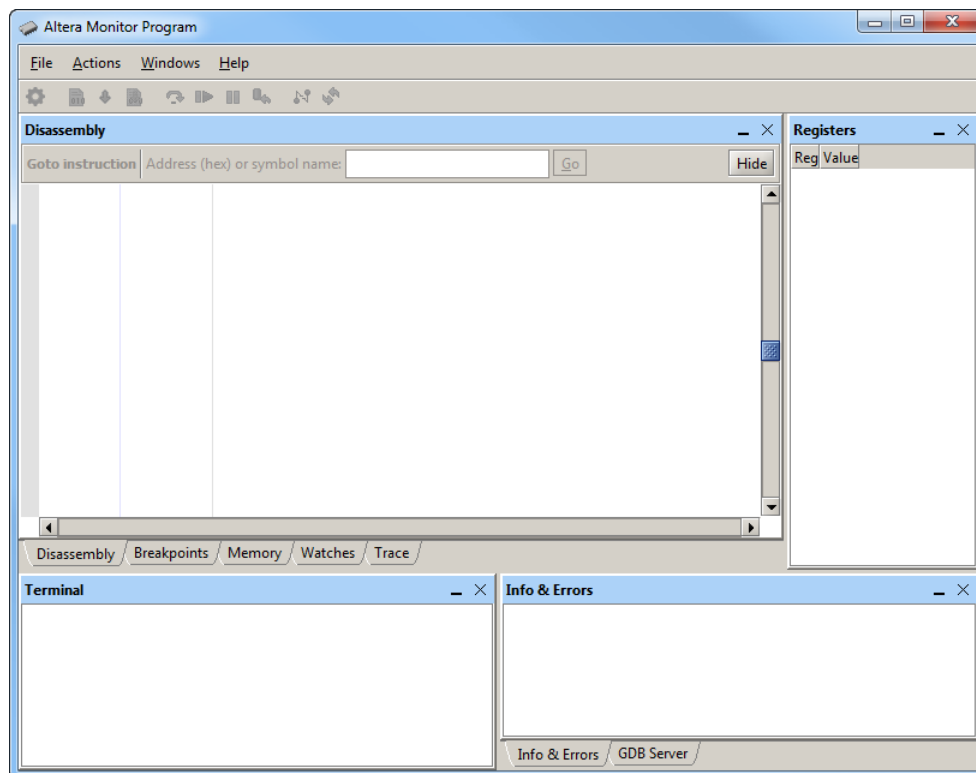 Altera Monitor Program
File Actions Windows Help
Disassembly
Goto instruction Address (hex) or symbol name: Go Hide
Disassembly Breakpoints Memory Watches Trace
Registers
Reg Value
Terminal
Info & Errors
Info & Errors GDB Server